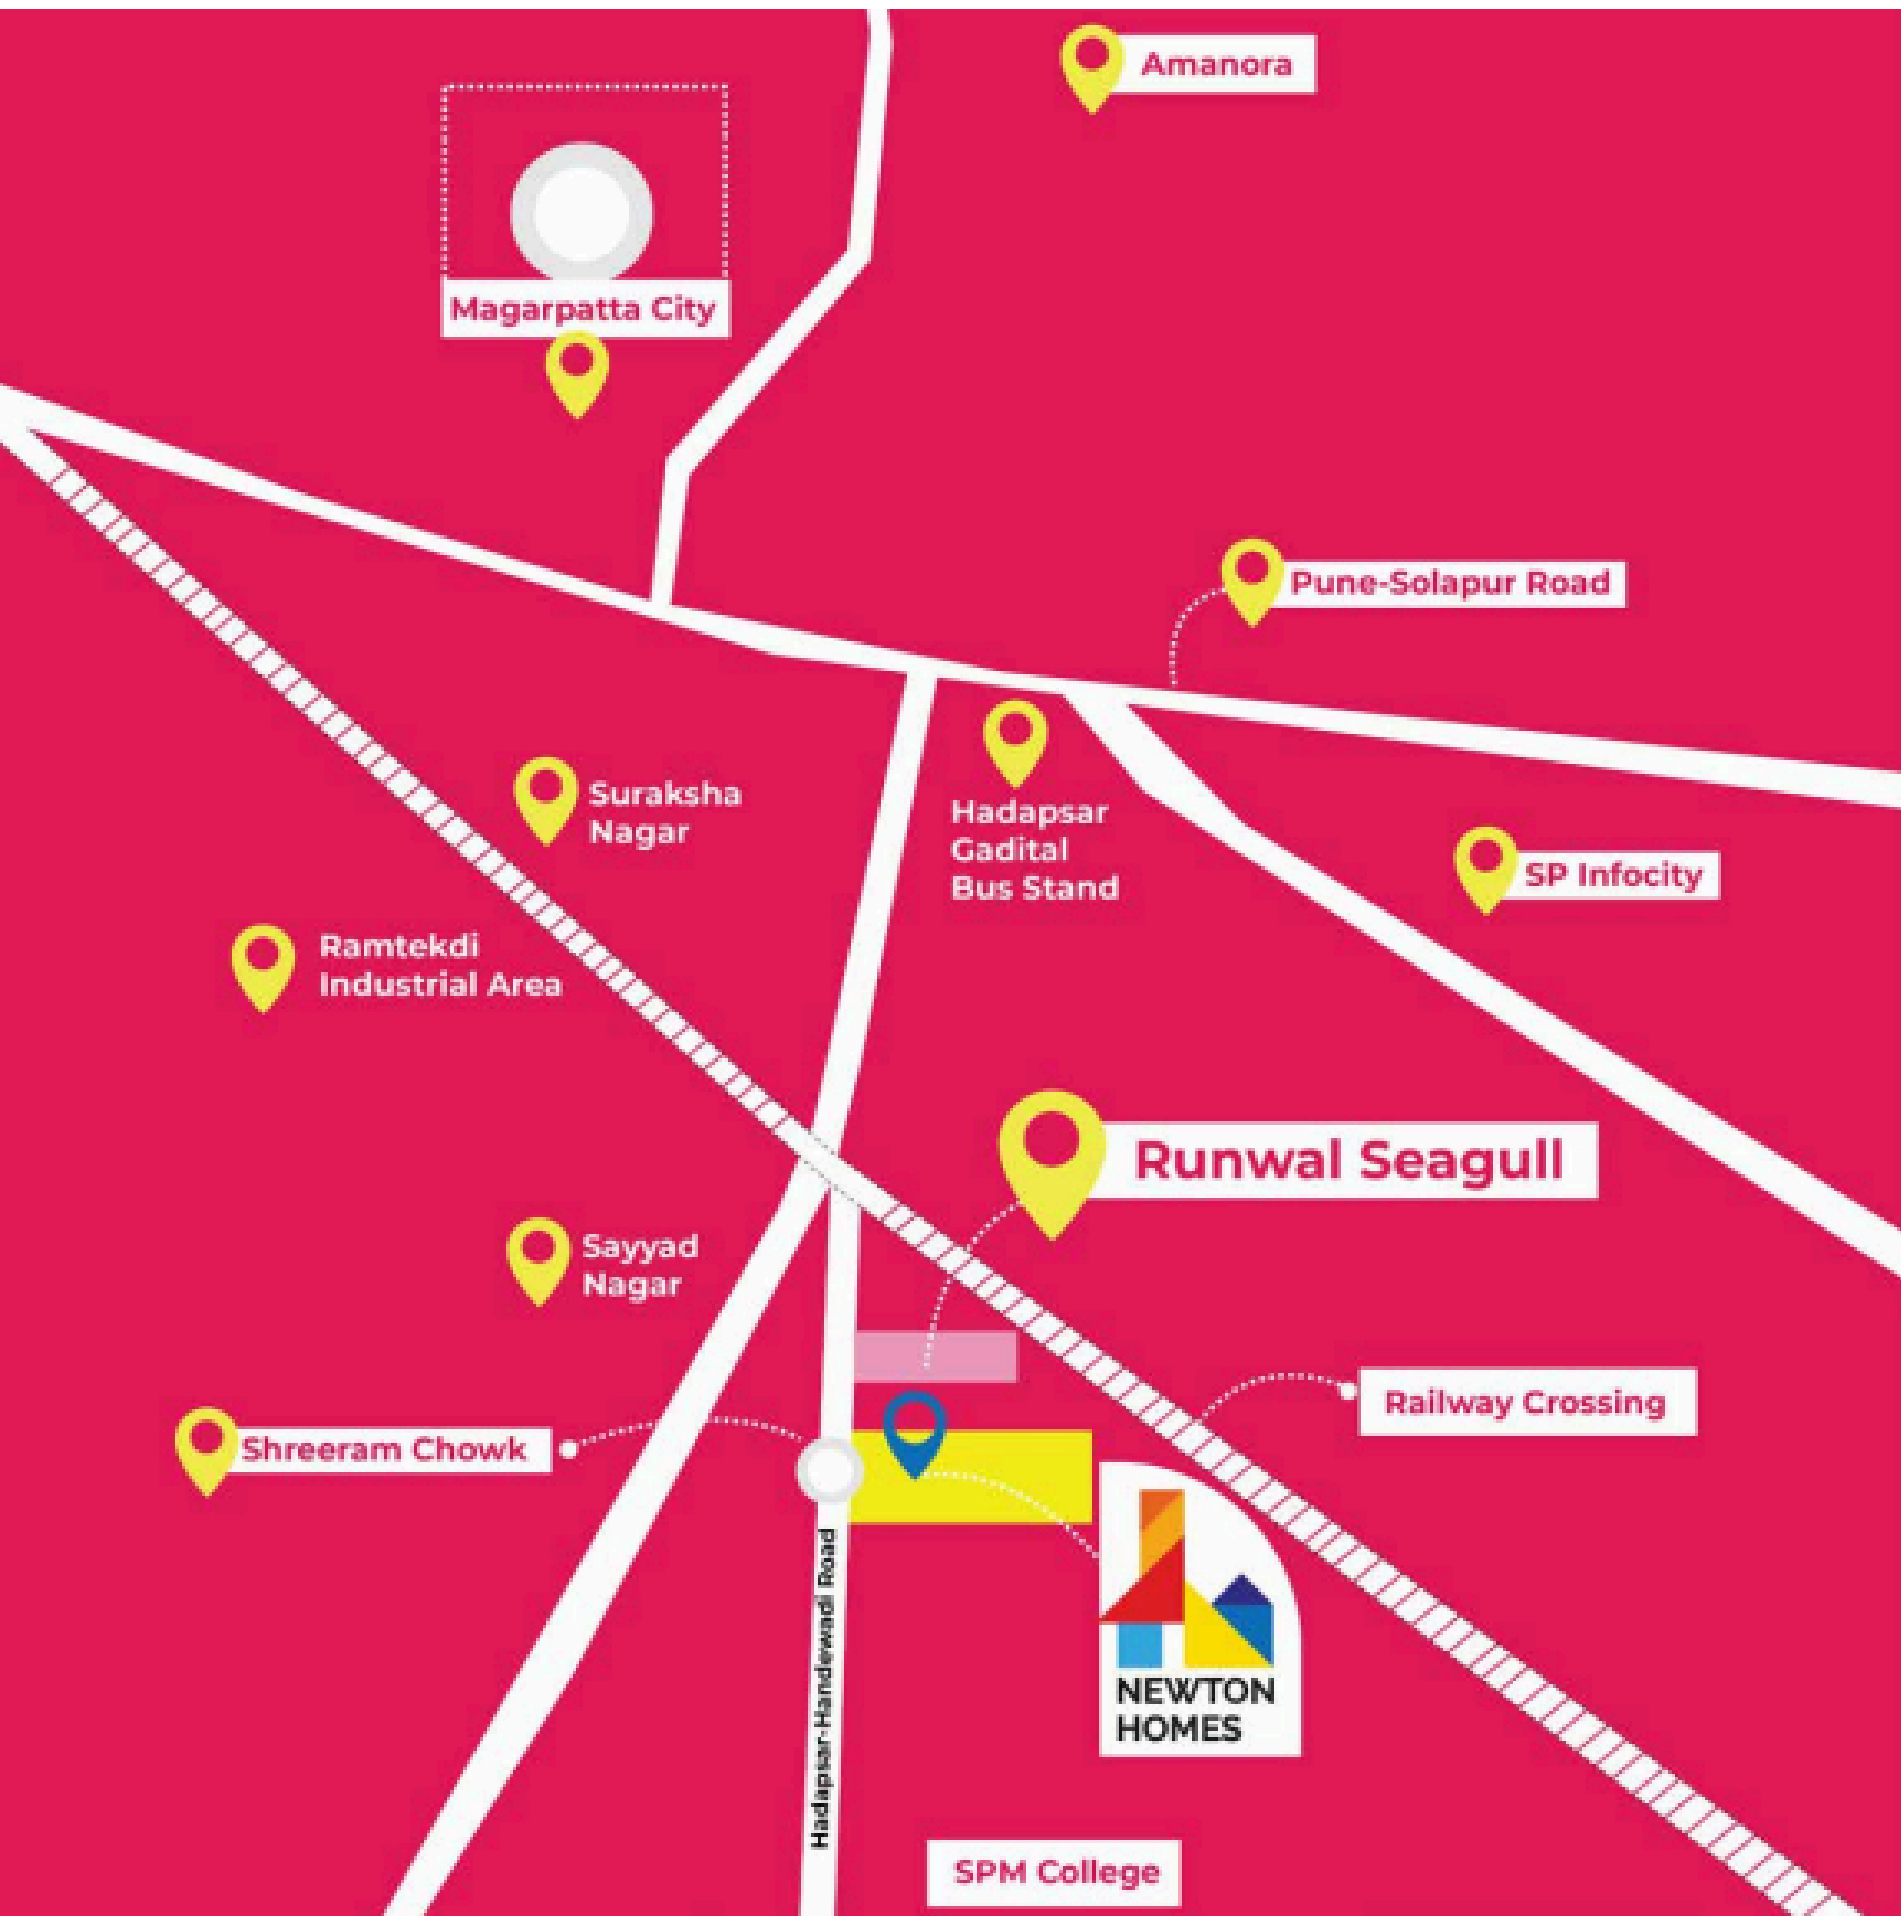 Amanora
Magarpatta City
Pune-Solapur Road
Suraksha
Nagar
Hadapsar
Gadital
Bus Stand
SP Infocity
Ramtekdi
Industrial Area
Runwal Seagull
Sayyad
Nagar
Railway Crossing
Shreeram Chowk
Hadapsar-Handewadi Road
NEWTON
HOMES
SPM College